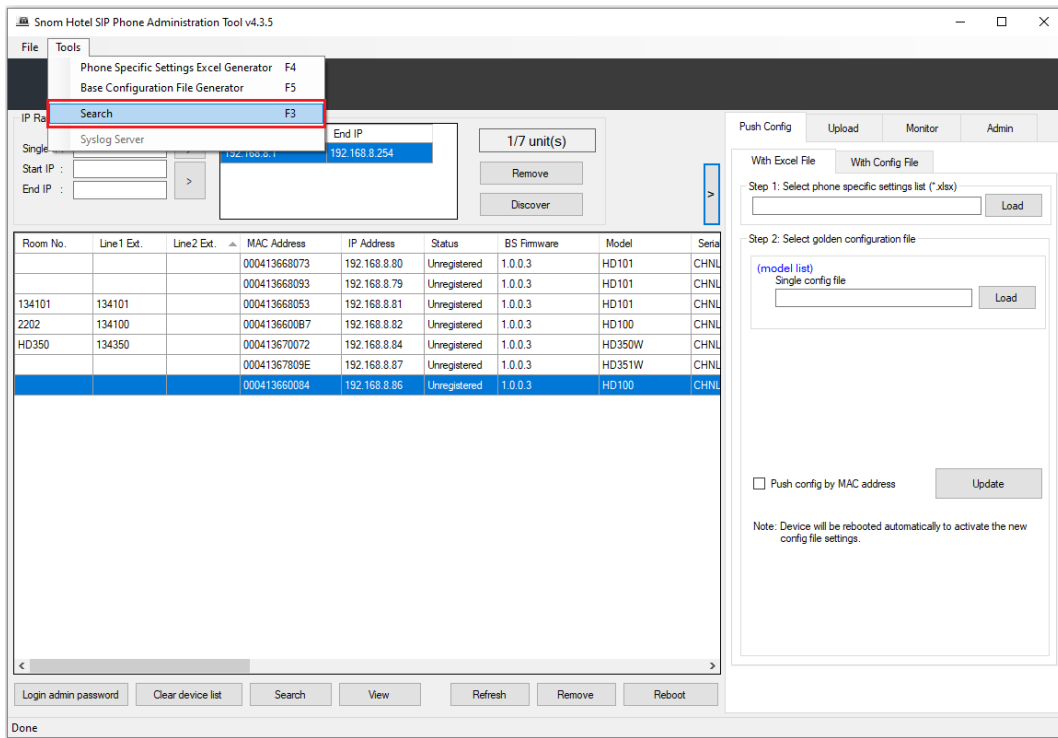 Snom Hotel SIP Phone Administration Tool v4.3.5
File Tools
Phone Specific Settings Excel Generator F4
Base Configuration File Generator F5
Search F3
Syslog Server
IP Ra
Single
Start IP :
End IP :
>
End IP
192.168.8.1 192.168.8.254
1/7 unit(s)
Remove
Discover
>
Room No. Line1 Ext. Line2 Ext. MAC Address IP Address Status BS Firmware Model Seria
000413668073 192.168.8.80 Unregistered 1.0.0.3 HD101 CHNL
000413668093 192.168.8.79 Unregistered 1.0.0.3 HD101 CHNL
134101 134101 000413668053 192.168.8.81 Unregistered 1.0.0.3 HD101 CHNL
2202 134100 0004136600B7 192.168.8.82 Unregistered 1.0.0.3 HD100 CHNL
HD350 134350 000413670072 192.168.8.84 Unregistered 1.0.0.3 HD350W CHNL
00041367809E 192.168.8.87 Unregistered 1.0.0.3 HD351W CHNL
000413660084 192.168.8.86 Unregistered 1.0.0.3 HD100 CHNL
Login admin password Clear device list Search View Refresh Remove Reboot
Done
Push Config Upload Monitor Admin
With Excel File With Config File
Step 1: Select phone specific settings list (*.xlsx)
Load
Step 2: Select golden configuration file
(model list)
Single config file
Load
Push config by MAC address Update
Note: Device will be rebooted automatically to activate the new
config file settings.